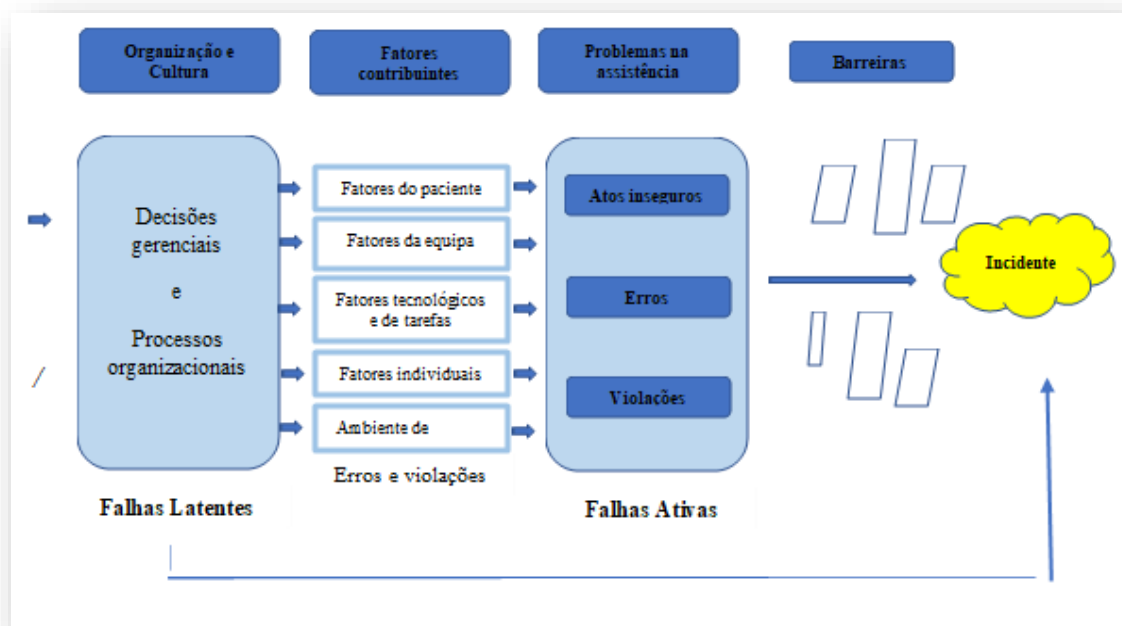 Organização e
Cultura
Fatores
contribuintes
Problemas na
assistência
Barreiras
Decisões
gerenciais
e
Processos
organizacionais
Fatores do paciente
Fatores da equipa
Fatores tecnológicos
e de tarefas
Fatores individuais
Ambiente de
Erros e violações
Atos inseguros
Erros
Violações
Incidente
/
Falhas Latentes
Falhas Ativas